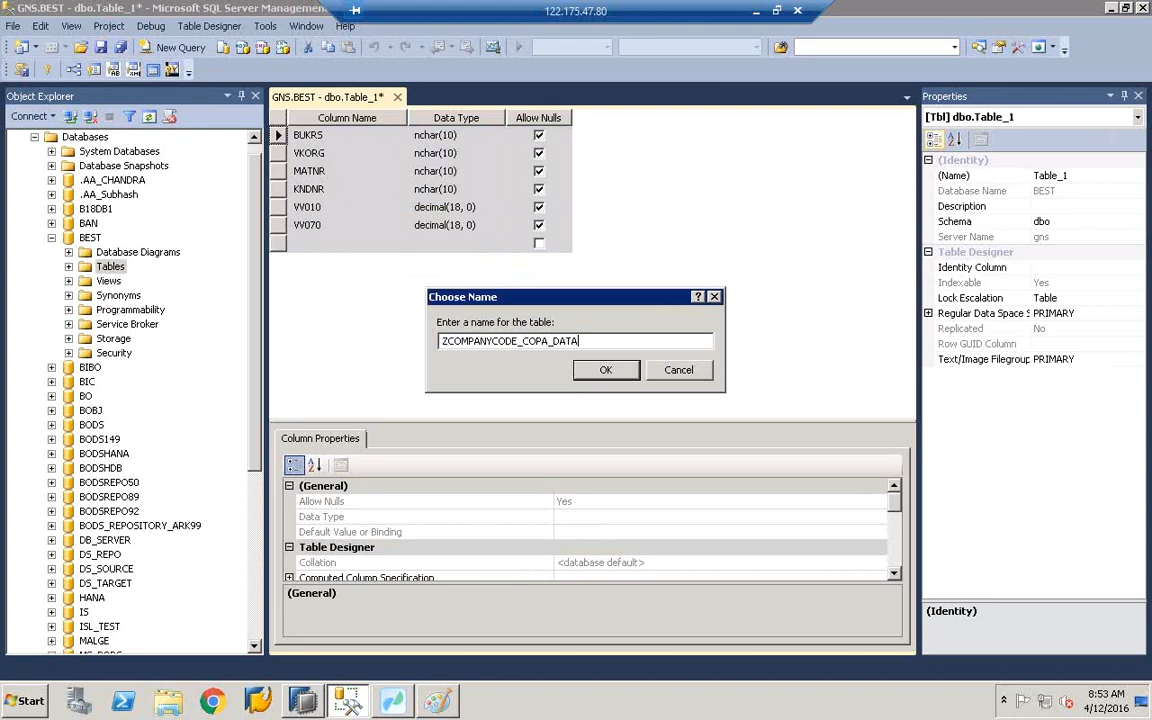 GNS.BEST - dbo.Table_1* - Microsoft SQL Server Management
122.175.47.80
File Edit View Project Debug Table Designer Tools Window Help
New Query
Object Explorer
Connect
Databases
System Databases
Database Snapshots
.AA_CHANDRA
.AA_Subhash
B18DB1
BAN
BEST
Database Diagrams
Tables
Views
Synonyms
Programmability
Service Broker
Storage
Security
BIBO
BIC
BO
BOBJ
BODS
BODS149
BODSHANA
BODSHDB
BODSREPO50
BODSREPO89
BODSREPO92
BODS_REPOSITORY_ARK99
DB_SERVER
DS_REPO
DS_SOURCE
DS_TARGET
HANA
IS
ISL_TEST
MALGE
GNS.BEST - dbo.Table_1*
Column Name Data Type Allow Nulls
BUKRS nchar(10)
VKORG nchar(10)
MATNR nchar(10)
KNDNR nchar(10)
VV010 decimal(18, 0)
VV070 decimal(18, 0)
Choose Name
Enter a name for the table:
ZCOMPANYCODE_COPA_DATA
OK Cancel
Column Properties
(General)
Allow Nulls Yes
Data Type
Default Value or Binding
Table Designer
Collation <database default>
Computed Column Specification
(General)
Properties
[Tbl] dbo.Table_1
(Identity)
(Name) Table_1
Database Name BEST
Description
Schema dbo
Server Name gns
Table Designer
Identity Column
Indexable Yes
Lock Escalation Table
Regular Data Space S PRIMARY
Replicated No
Row GUID Column
Text/Image Filegroup PRIMARY
(Identity)
Start
8:53 AM
4/12/2016